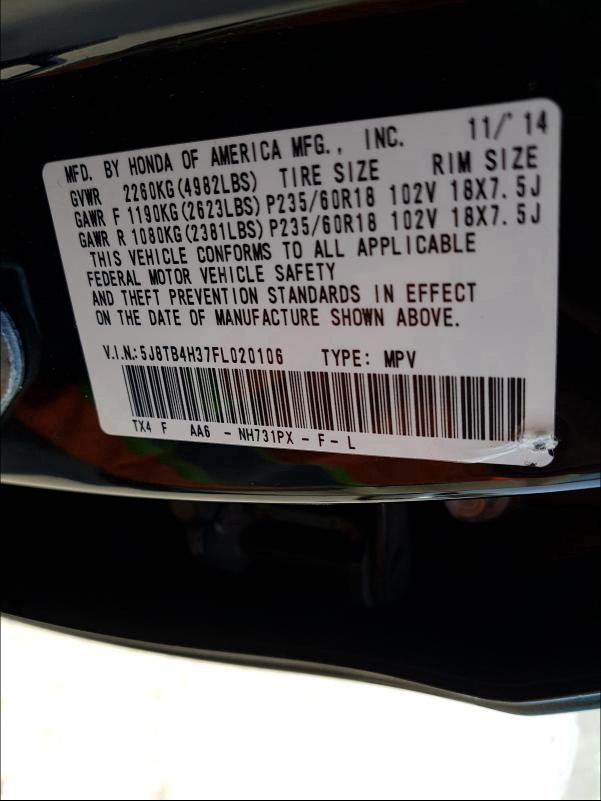 MFD. BY HONDA OF AMERICA MFG., INC. 11/'14
GVWR 2260KG(4982LBS) TIRE SIZE RIM SIZE
GAWR F 1190KG(2623LBS) P235/60R18 102V 18X7.5J
GAWR R 1080KG(2381LBS) P235/60R18 102V 18X7.5J
THIS VEHICLE CONFORMS TO ALL APPLICABLE
FEDERAL MOTOR VEHICLE SAFETY
AND THEFT PREVENTION STANDARDS IN EFFECT
ON THE DATE OF MANUFACTURE SHOWN ABOVE.
V.I.N.:5J8TB4H37FL020106 TYPE: MPV
TX4 F AA6 - NH731PX - F - L